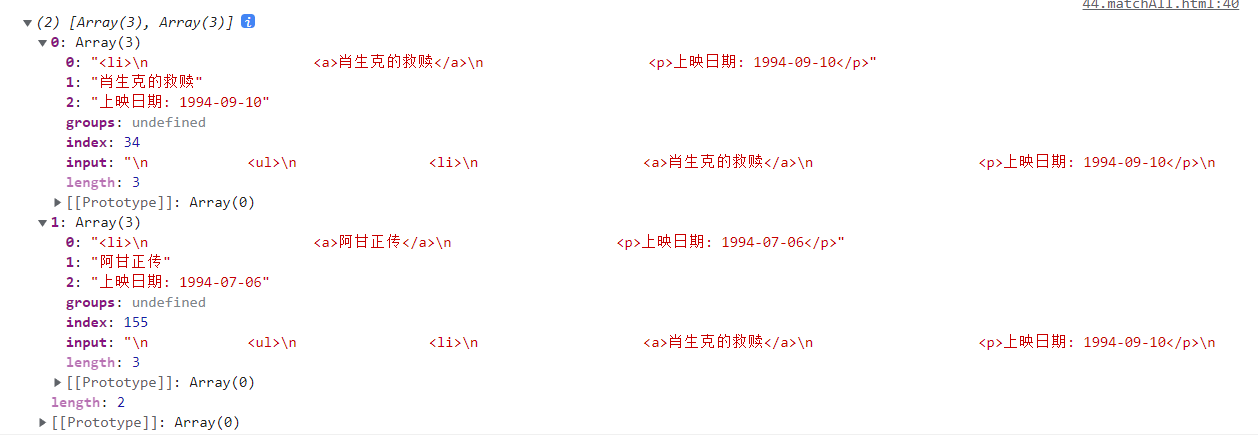 44.matchAll.html:40
(2) [Array(3), Array(3)]
0: Array(3)
0: "<li>\n <a>肖生克的救赎</a>\n <p>上映日期: 1994-09-10</p>"
1: "肖生克的救赎"
2: "上映日期: 1994-09-10"
groups: undefined
index: 34
input: "\n <ul>\n <li>\n <a>肖生克的救赎</a>\n <p>上映日期: 1994-09-10</p>\n
length: 3
[[Prototype]]: Array(0)
1: Array(3)
0: "<li>\n <a>阿甘正传</a>\n <p>上映日期: 1994-07-06</p>"
1: "阿甘正传"
2: "上映日期: 1994-07-06"
groups: undefined
index: 155
input: "\n <ul>\n <li>\n <a>肖生克的救赎</a>\n <p>上映日期: 1994-09-10</p>\n
length: 3
[[Prototype]]: Array(0)
length: 2
[[Prototype]]: Array(0)